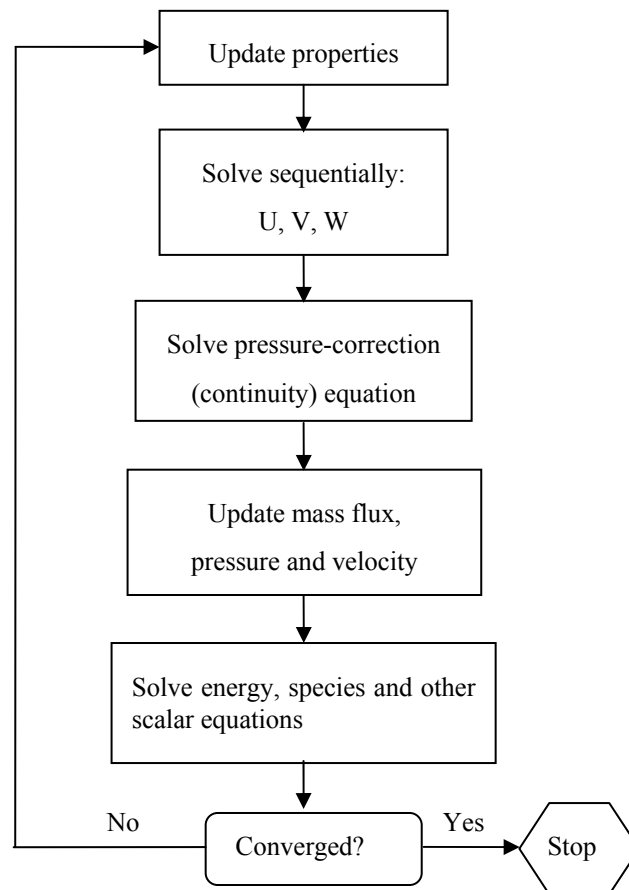 Update properties
Solve sequentially:
U, V, W
Solve pressure-correction
(continuity) equation
Update mass flux,
pressure and velocity
Solve energy, species and other
scalar equations
No
Converged?
Yes
Stop